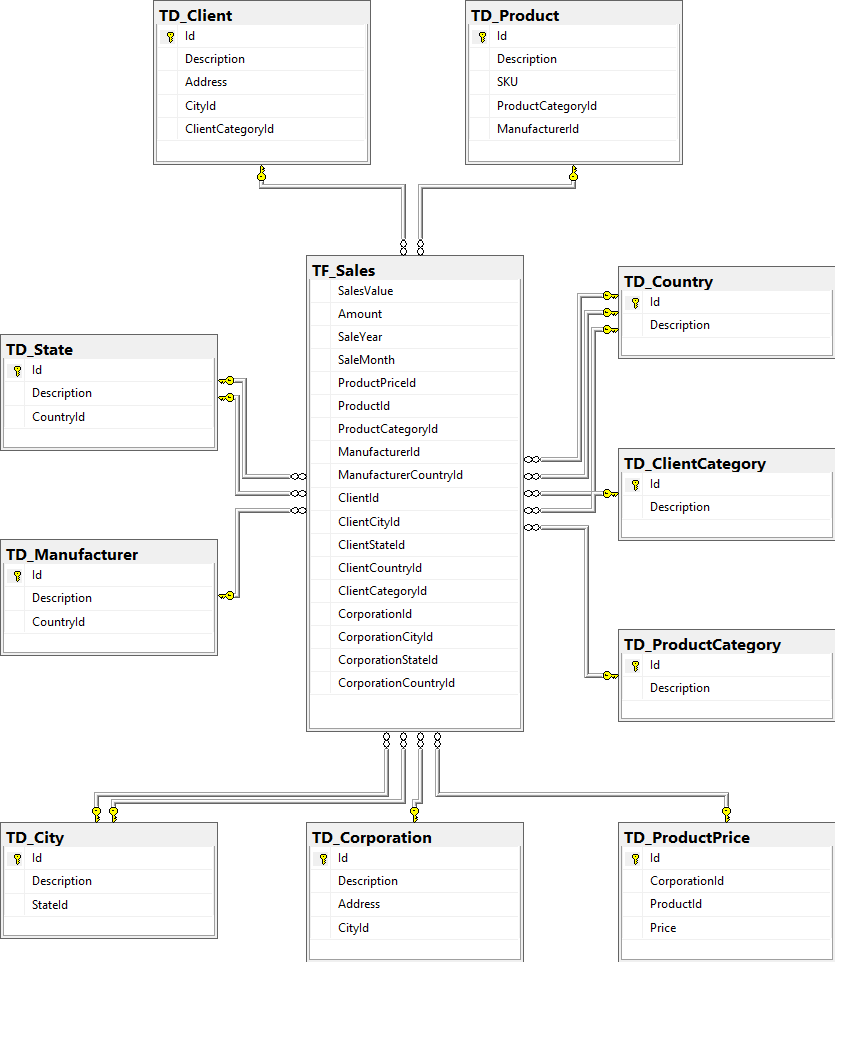 TD_Client
Id
Description
Address
CityId
ClientCategoryId
TD_Product
Id
Description
SKU
ProductCategoryId
ManufacturerId
TF_Sales
SalesValue
Amount
SaleYear
SaleMonth
ProductPriceId
ProductId
ProductCategoryId
ManufacturerId
ManufacturerCountryId
ClientId
ClientCityId
ClientStateId
ClientCountryId
ClientCategoryId
CorporationId
CorporationCityId
CorporationStateId
CorporationCountryId
TD_Country
Id
Description
TD_State
Id
Description
CountryId
TD_ClientCategory
Id
Description
TD_Manufacturer
Id
Description
CountryId
TD_ProductCategory
Id
Description
TD_City
Id
Description
StateId
TD_Corporation
Id
Description
Address
CityId
TD_ProductPrice
Id
CorporationId
ProductId
Price